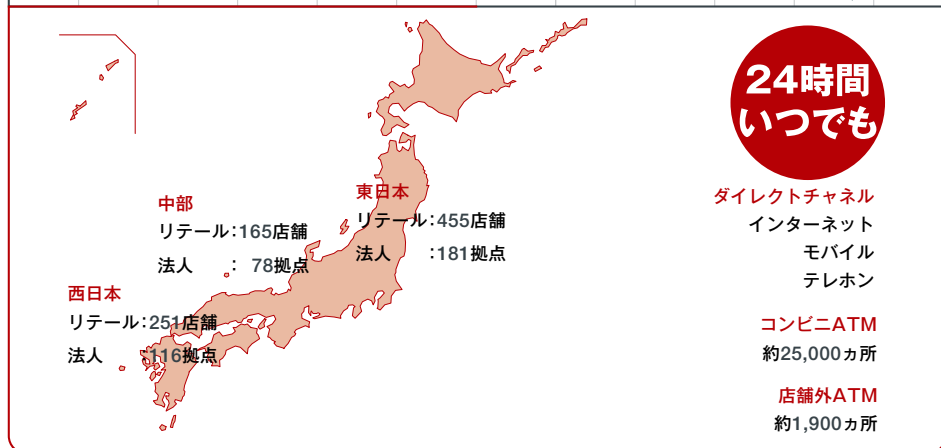 24時間
いつでも
中部
リテール:165店舗
法人 : 78拠点
東日本
リテール:455店舗
法人 :181拠点
西日本
リテール:251店舗
法人 :116拠点
ダイレクトチャネル
インターネット
モバイル
テレホン
コンビニATM
約25,000ヵ所
店舗外ATM
約1,900ヵ所